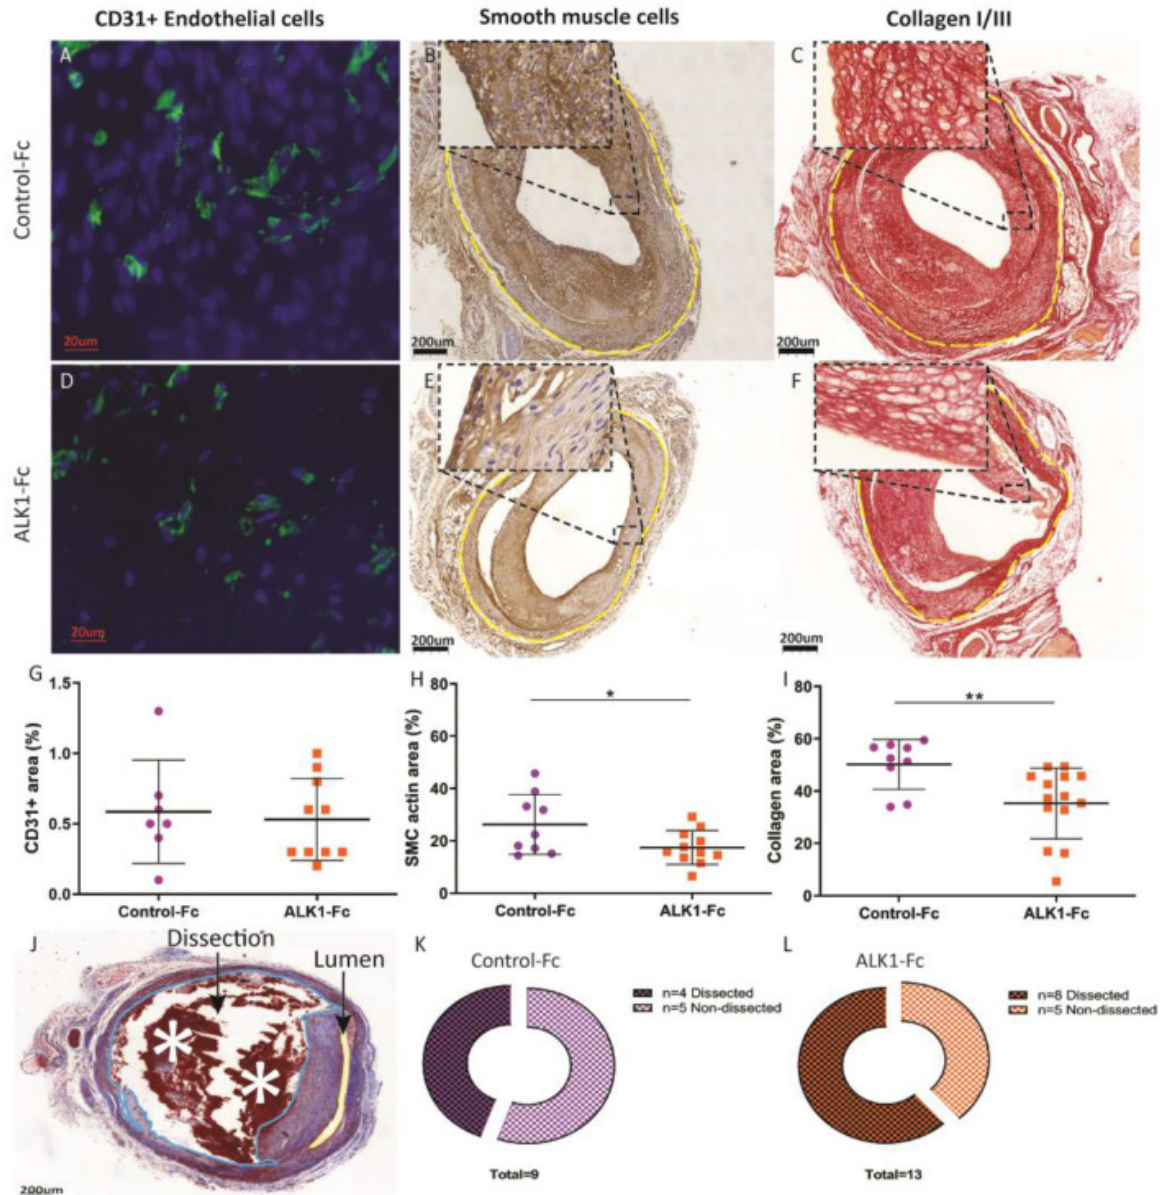 CD31+ Endothelial cells
Smooth muscle cells
Collagen I/III
Control-Fc
A
20um
B
200um
C
200um
ALK1-Fc
D
20um
E
200um
F
200um
G
CD31+ area (%)
1.5
1.0
0.5
0.0
Control-Fc
ALK1-Fc
H
SMC actin area (%)
80
60
40
20
0
*
Control-Fc
ALK1-Fc
I
Collagen area (%)
80
60
40
20
0
**
Control-Fc
ALK1-Fc
J
Dissection
Lumen
* *
200um
K
Control-Fc
n=4 Dissected
n=5 Non-dissected
Total=9
L
ALK1-Fc
n=8 Dissected
n=5 Non-dissected
Total=13